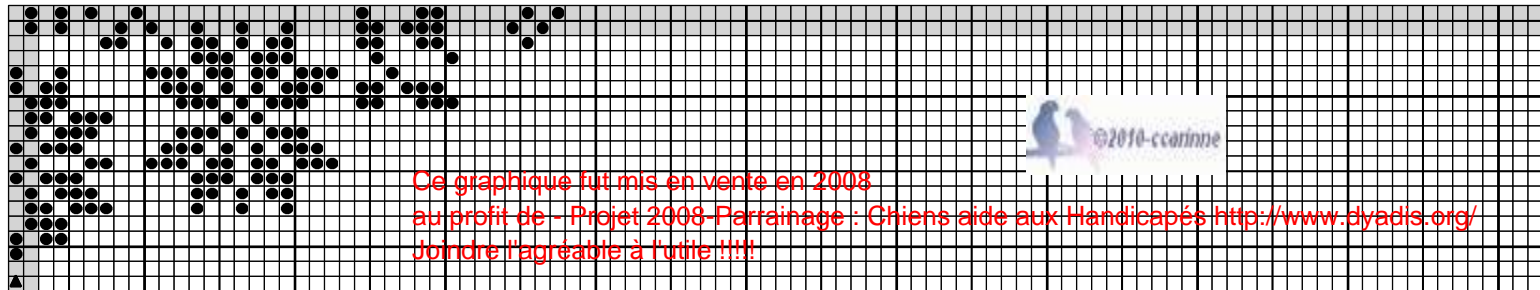 ©2010-ccarinne
Ce graphique fut mis en vente en 2008
au profit de - Projet 2008-Parrainage : Chiens aide aux Handicapés http://www.dyadis.org/
Joindre l'agréable à l'utile !!!!!